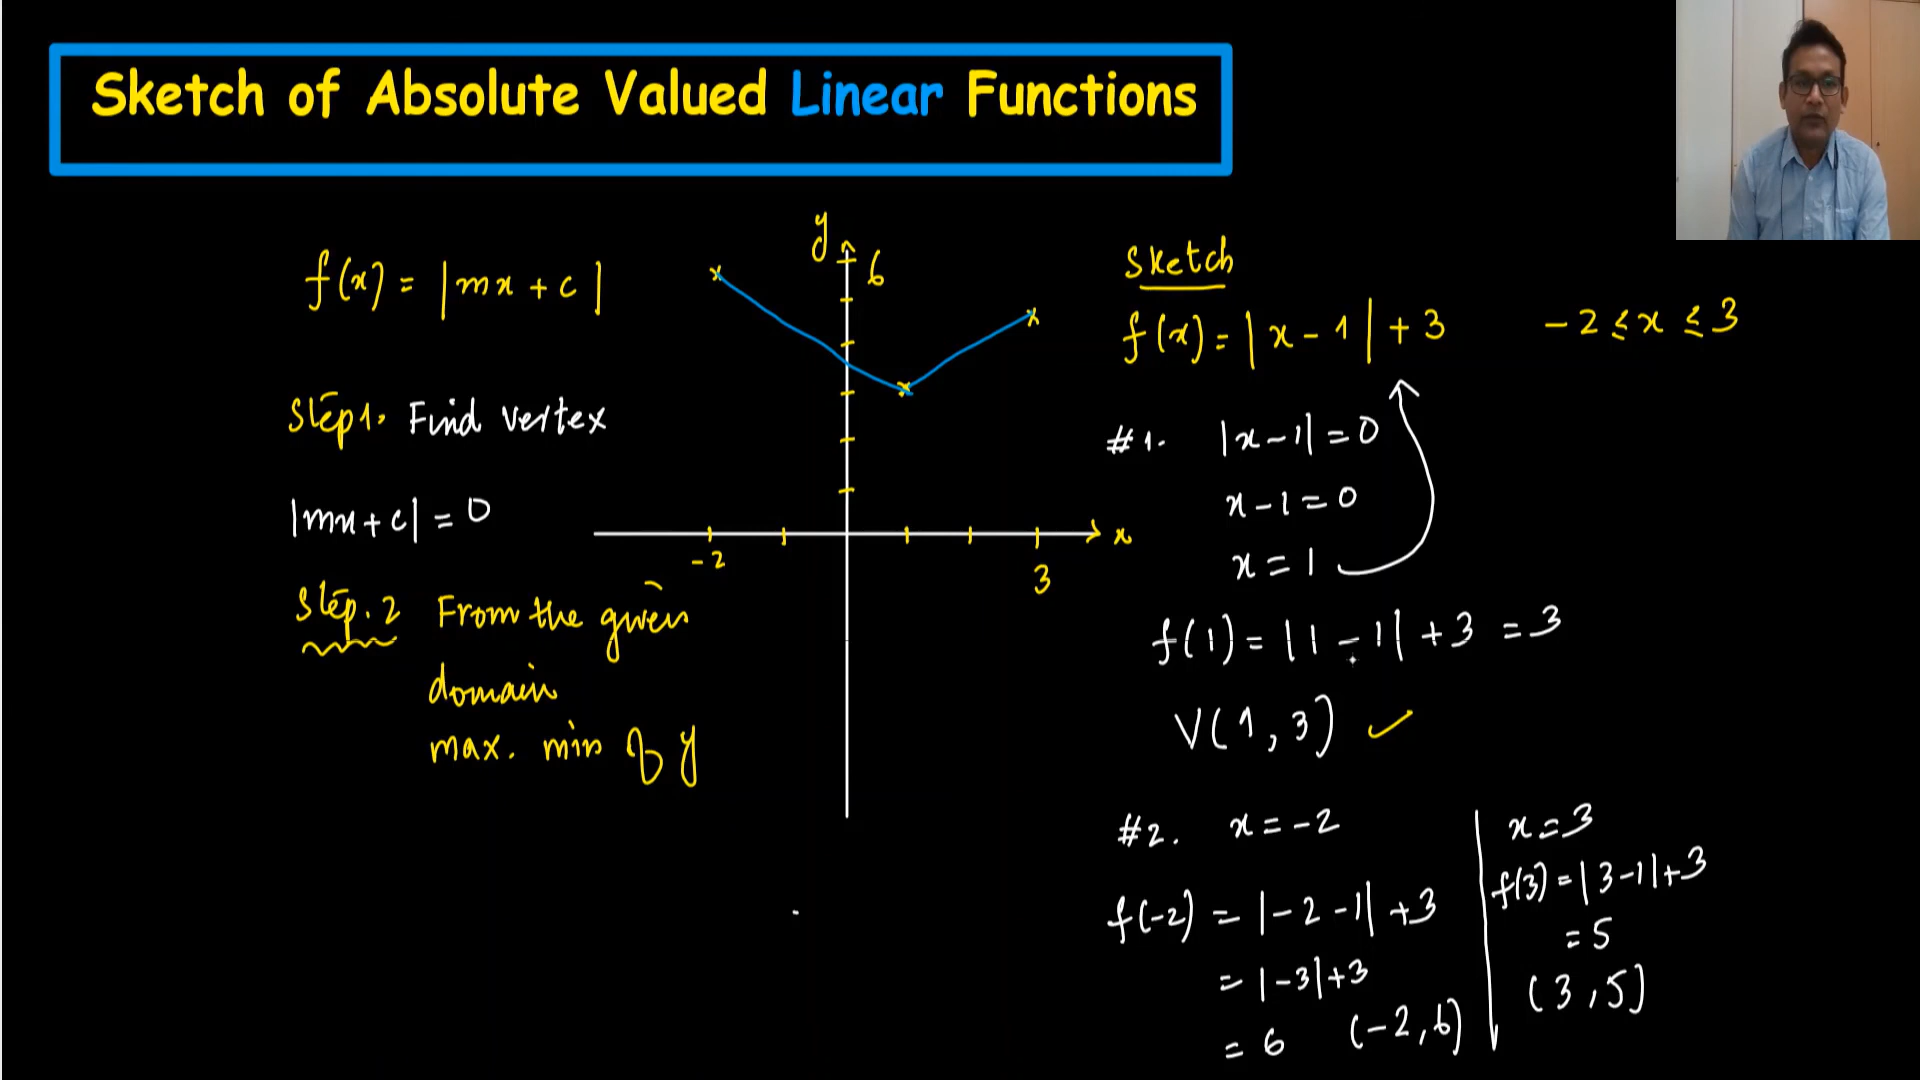 Sketch of Absolute Valued Linear Functions
f(x) = |mx + c|
Step1. Find vertex
|mx + c| = 0
Step.2 From the given
domain
max. min of y
y
6
x
-2
3
Sketch
f(x) = |x - 1| + 3 -2 ≤ x ≤ 3
#1. |x - 1| = 0
x - 1 = 0
x = 1
f(1) = |1 - 1| + 3 = 3
V(1, 3) ✓
#2. x = -2
f(-2) = |-2 - 1| + 3
= |-3| + 3
= 6 (-2, 6)
x = 3
f(3) = |3 - 1| + 3
= 5
(3, 5)